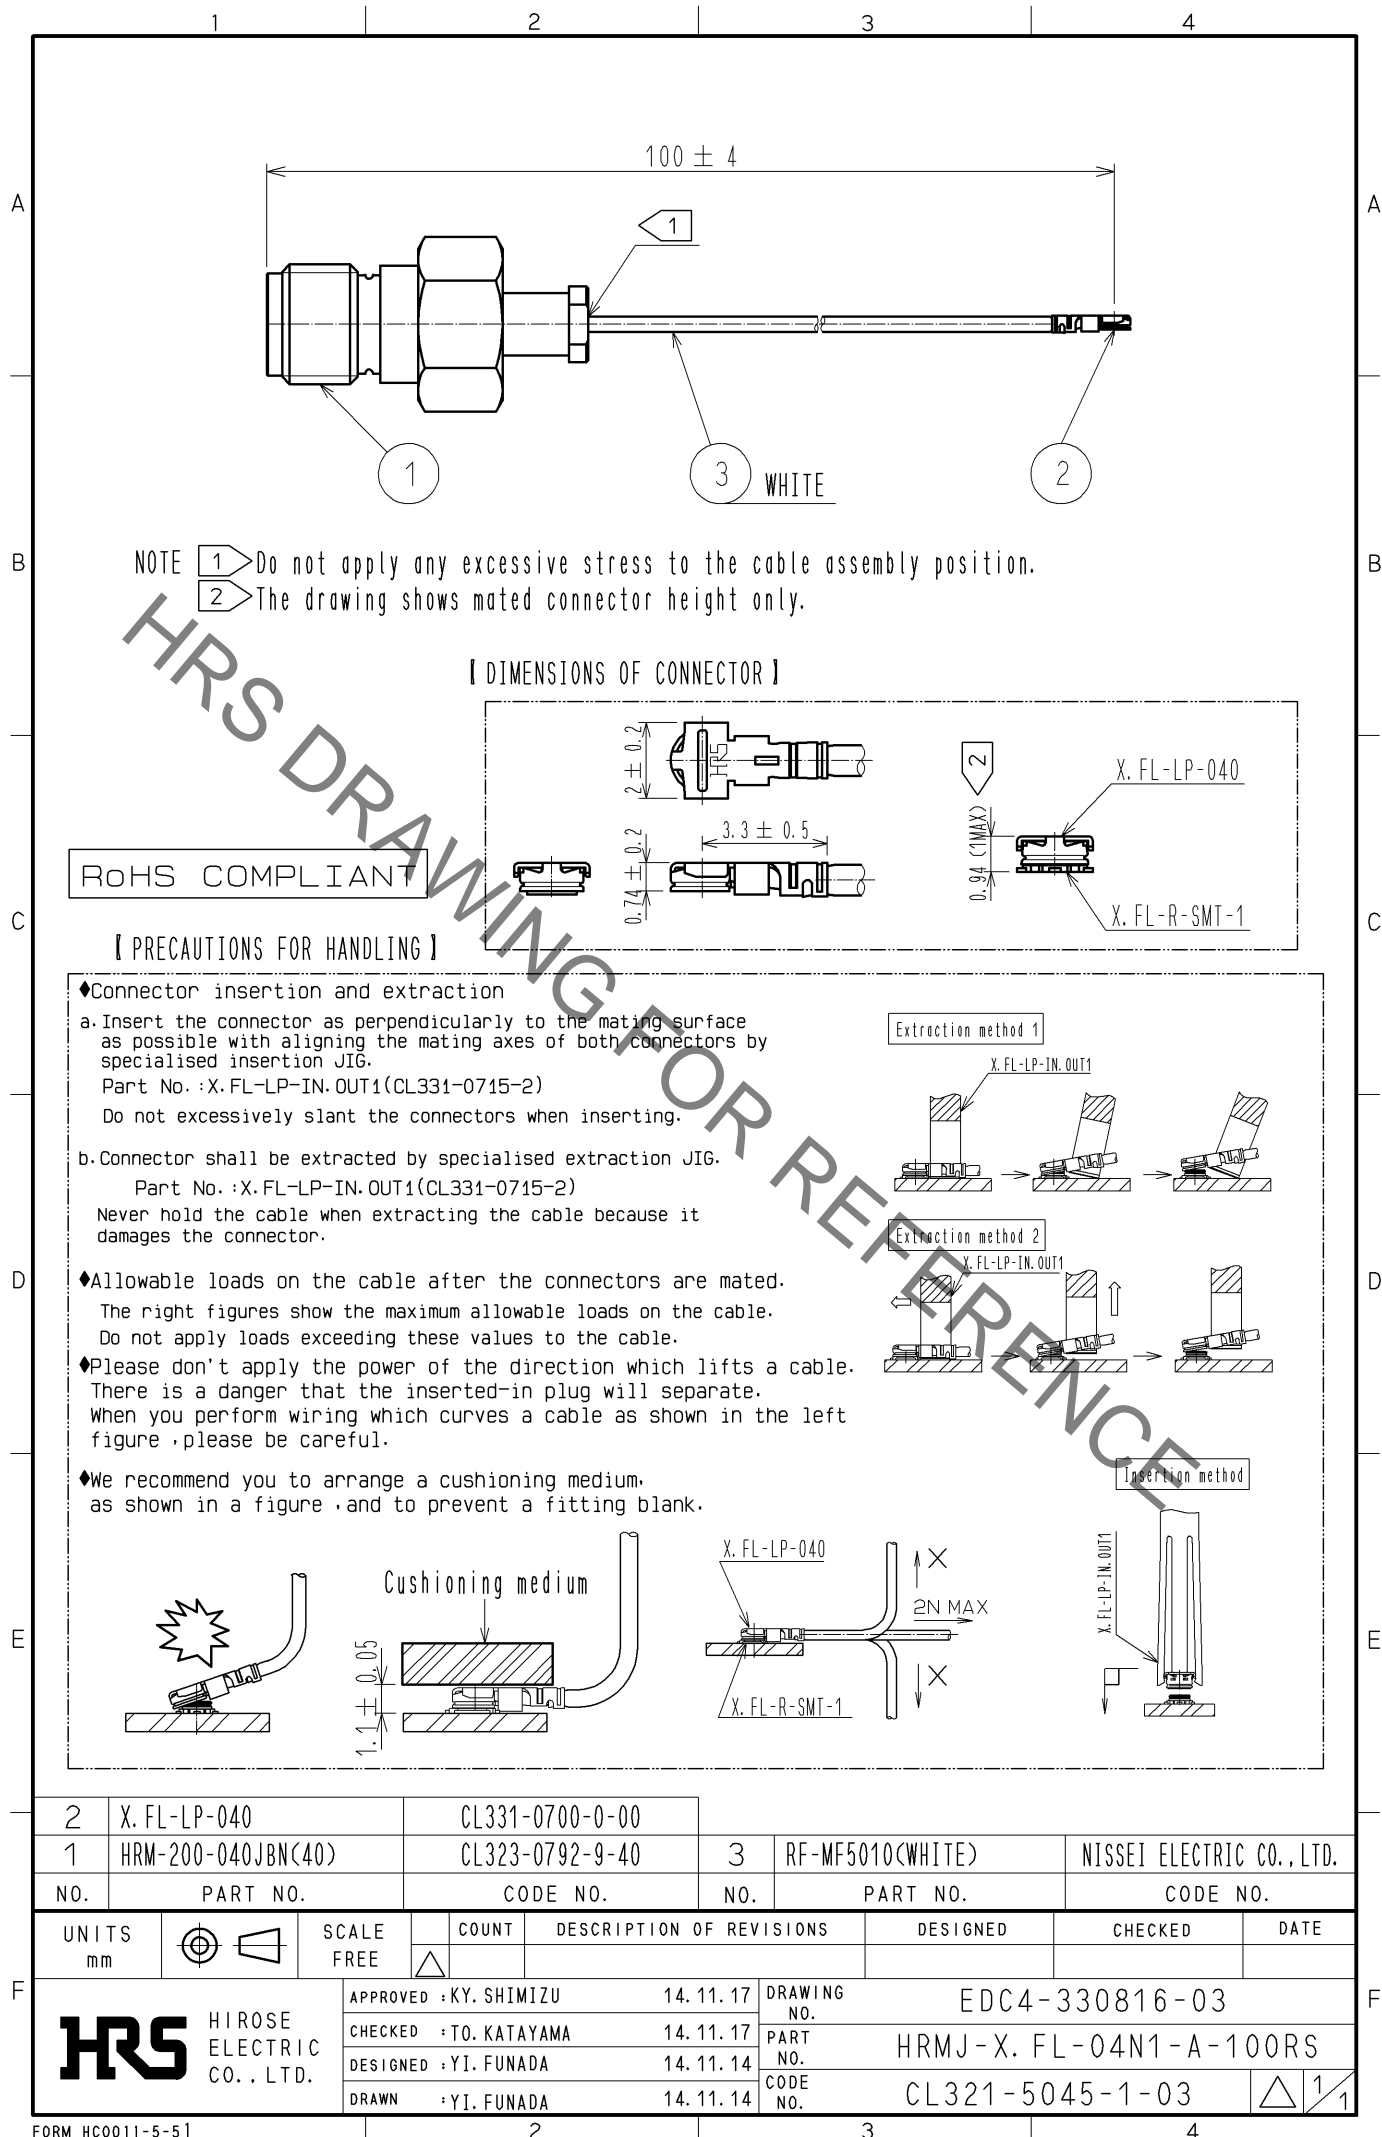 1 2 3 4
100 ± 4
A A
1
1
3 WHITE
2
B B
NOTE 1 Do not apply any excessive stress to the cable assembly position.
2 The drawing shows mated connector height only.
HRS DRAWING FOR REFERENCE
【 DIMENSIONS OF CONNECTOR 】
2 ± 0.2
HRS
2
X.FL-LP-040
0.74 ± 0.2
3.3 ± 0.5
0.94 (1MAX)
X.FL-R-SMT-1
RoHS COMPLIANT
C C
【 PRECAUTIONS FOR HANDLING 】
♦Connector insertion and extraction
a.Insert the connector as perpendicularly to the mating surface
as possible with aligning the mating axes of both connectors by
specialised insertion JIG.
Part No.:X.FL-LP-IN.OUT1(CL331-0715-2)
Do not excessively slant the connectors when inserting.
b.Connector shall be extracted by specialised extraction JIG.
Part No.:X.FL-LP-IN.OUT1(CL331-0715-2)
Never hold the cable when extracting the cable because it
damages the connector.
Extraction method 1
X.FL-LP-IN.OUT1
Extraction method 2
X.FL-LP-IN.OUT1
D D
♦Allowable loads on the cable after the connectors are mated.
The right figures show the maximum allowable loads on the cable.
Do not apply loads exceeding these values to the cable.
♦Please don't apply the power of the direction which lifts a cable.
There is a danger that the inserted-in plug will separate.
When you perform wiring which curves a cable as shown in the left
figure ,please be careful.
♦We recommend you to arrange a cushioning medium,
as shown in a figure ,and to prevent a fitting blank.
Insertion method
X.FL-LP-IN.OUT1
Cushioning medium
1.1 ± 0.05
X.FL-LP-040
X
2N MAX
X
X.FL-R-SMT-1
E E
2 X.FL-LP-040 CL331-0700-0-00
1 HRM-200-040JBN(40) CL323-0792-9-40 3 RF-MF5010(WHITE) NISSEI ELECTRIC CO.,LTD.
NO. PART NO. CODE NO. NO. PART NO. CODE NO.
UNITS
mm
SCALE
FREE
COUNT DESCRIPTION OF REVISIONS DESIGNED CHECKED DATE
F F
HRS
HIROSE
ELECTRIC
CO.,LTD.
APPROVED :KY.SHIMIZU 14.11.17
CHECKED :TO.KATAYAMA 14.11.17
DESIGNED :YI.FUNADA 14.11.14
DRAWN :YI.FUNADA 14.11.14
DRAWING NO. EDC4-330816-03
PART NO. HRMJ-X.FL-04N1-A-100RS
CODE NO. CL321-5045-1-03 1/1
FORM HC0011-5-5 1 2 3 4